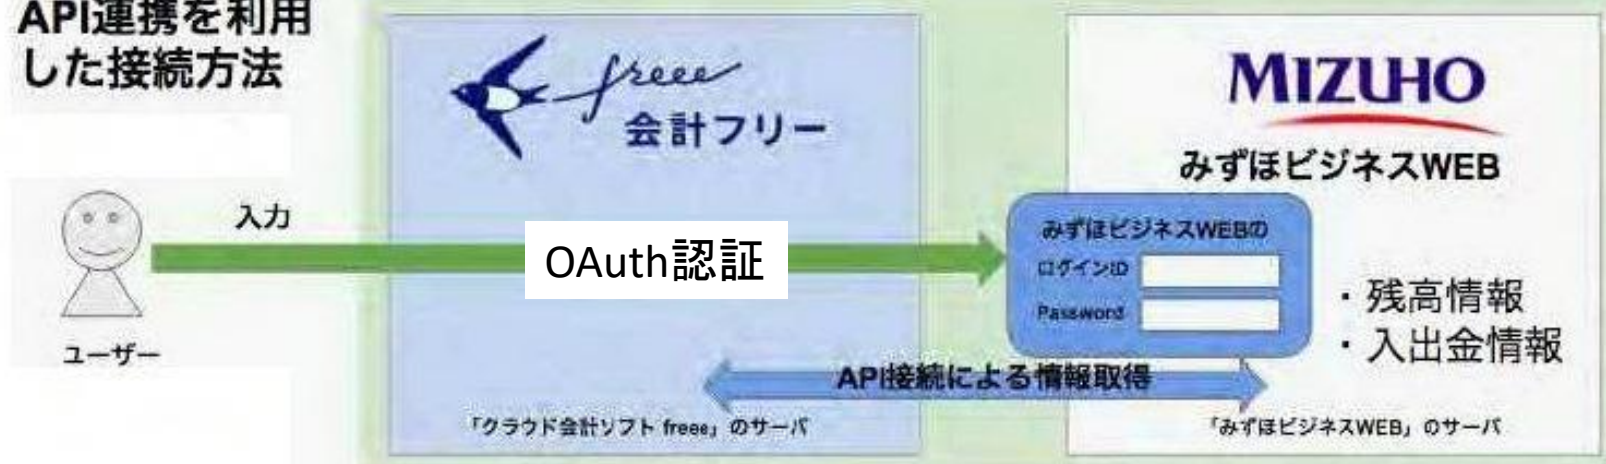 API連携を利用
した接続方法
freee
会計フリー
MIZUHO
みずほビジネスWEB
入力
OAuth認証
みずほビジネスWEBの
ログインID
Password
・残高情報
・入出金情報
ユーザー
API接続による情報取得
「クラウド会計ソフト freee」のサーバ
「みずほビジネスWEB」のサーバ